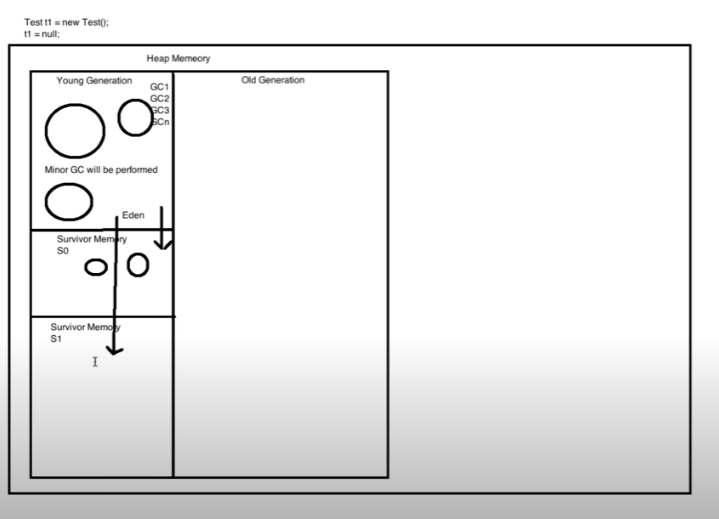 Test t1 = new Test();
t1 = null;
Heap Memeory
Young Generation
Old Generation
GC1
GC2
GC3
GCn
Minor GC will be performed
Eden
Survivor Memory
S0
Survivor Memory
S1